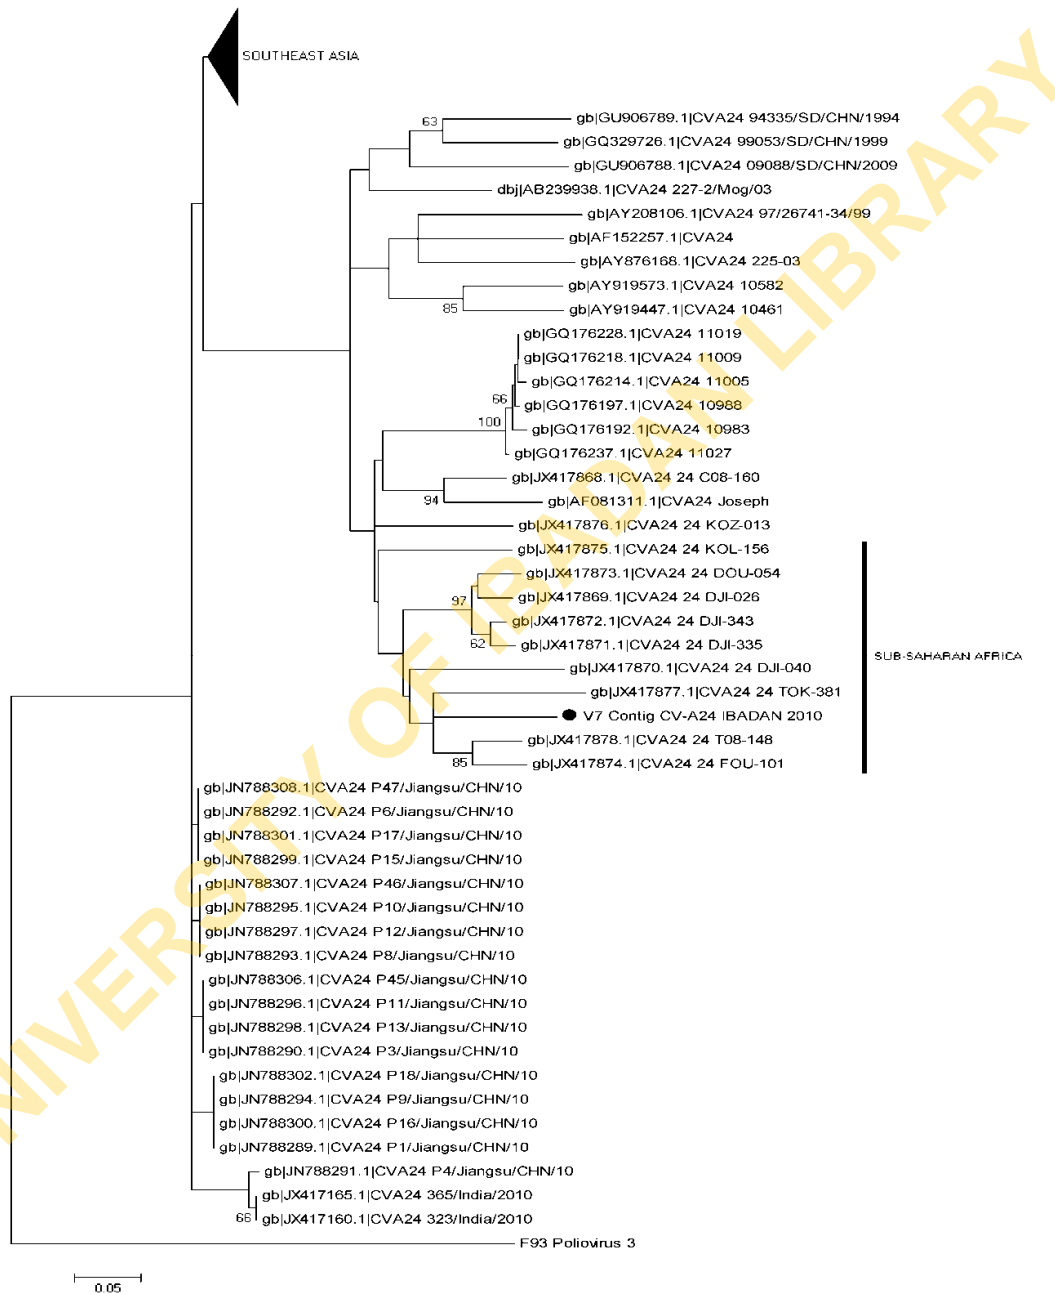 SOUTHEAST ASIA
63
gb|GU906789.1|CVA24 94335/SD/CHN/1994
gb|GQ329726.1|CVA24 99053/SD/CHN/1999
gb|GU906788.1|CVA24 09088/SD/CHN/2009
dbj|AB239938.1|CVA24 227-2/Mog/03
gb|AY208106.1|CVA24 97/26741-34/99
gb|AF152257.1|CVA24
gb|AY876168.1|CVA24 225-03
gb|AY919573.1|CVA24 10582
85
gb|AY919447.1|CVA24 10461
gb|GQ176228.1|CVA24 11019
gb|GQ176218.1|CVA24 11009
gb|GQ176214.1|CVA24 11005
66
gb|GQ176197.1|CVA24 10988
100
gb|GQ176192.1|CVA24 10983
gb|GQ176237.1|CVA24 11027
gb|JX417868.1|CVA24 24 C08-160
94
gb|AF081311.1|CVA24 Joseph
gb|JX417876.1|CVA24 24 KOZ-013
gb|JX417875.1|CVA24 24 KOL-156
gb|JX417873.1|CVA24 24 DOU-054
97
gb|JX417869.1|CVA24 24 DJI-026
gb|JX417872.1|CVA24 24 DJI-343
62
gb|JX417871.1|CVA24 24 DJI-335
SUB-SAHARAN AFRICA
gb|JX417870.1|CVA24 24 DJI-040
gb|JX417877.1|CVA24 24 TOK-381
V7 Contig CV-A24 IBADAN 2010
gb|JX417878.1|CVA24 24 T08-148
85
gb|JX417874.1|CVA24 24 FOU-101
gb|JN788308.1|CVA24 P47/Jiangsu/CHN/10
gb|JN788292.1|CVA24 P6/Jiangsu/CHN/10
gb|JN788301.1|CVA24 P17/Jiangsu/CHN/10
gb|JN788299.1|CVA24 P15/Jiangsu/CHN/10
gb|JN788307.1|CVA24 P46/Jiangsu/CHN/10
gb|JN788295.1|CVA24 P10/Jiangsu/CHN/10
gb|JN788297.1|CVA24 P12/Jiangsu/CHN/10
gb|JN788293.1|CVA24 P8/Jiangsu/CHN/10
gb|JN788306.1|CVA24 P45/Jiangsu/CHN/10
gb|JN788296.1|CVA24 P11/Jiangsu/CHN/10
gb|JN788298.1|CVA24 P13/Jiangsu/CHN/10
gb|JN788290.1|CVA24 P3/Jiangsu/CHN/10
gb|JN788302.1|CVA24 P18/Jiangsu/CHN/10
gb|JN788294.1|CVA24 P9/Jiangsu/CHN/10
gb|JN788300.1|CVA24 P16/Jiangsu/CHN/10
gb|JN788289.1|CVA24 P1/Jiangsu/CHN/10
gb|JN788291.1|CVA24 P4/Jiangsu/CHN/10
gb|JX417165.1|CVA24 365/India/2010
66
gb|JX417160.1|CVA24 323/India/2010
F93 Poliovirus 3
0.05
UNIVERSITY OF IBADAN LIBRARY